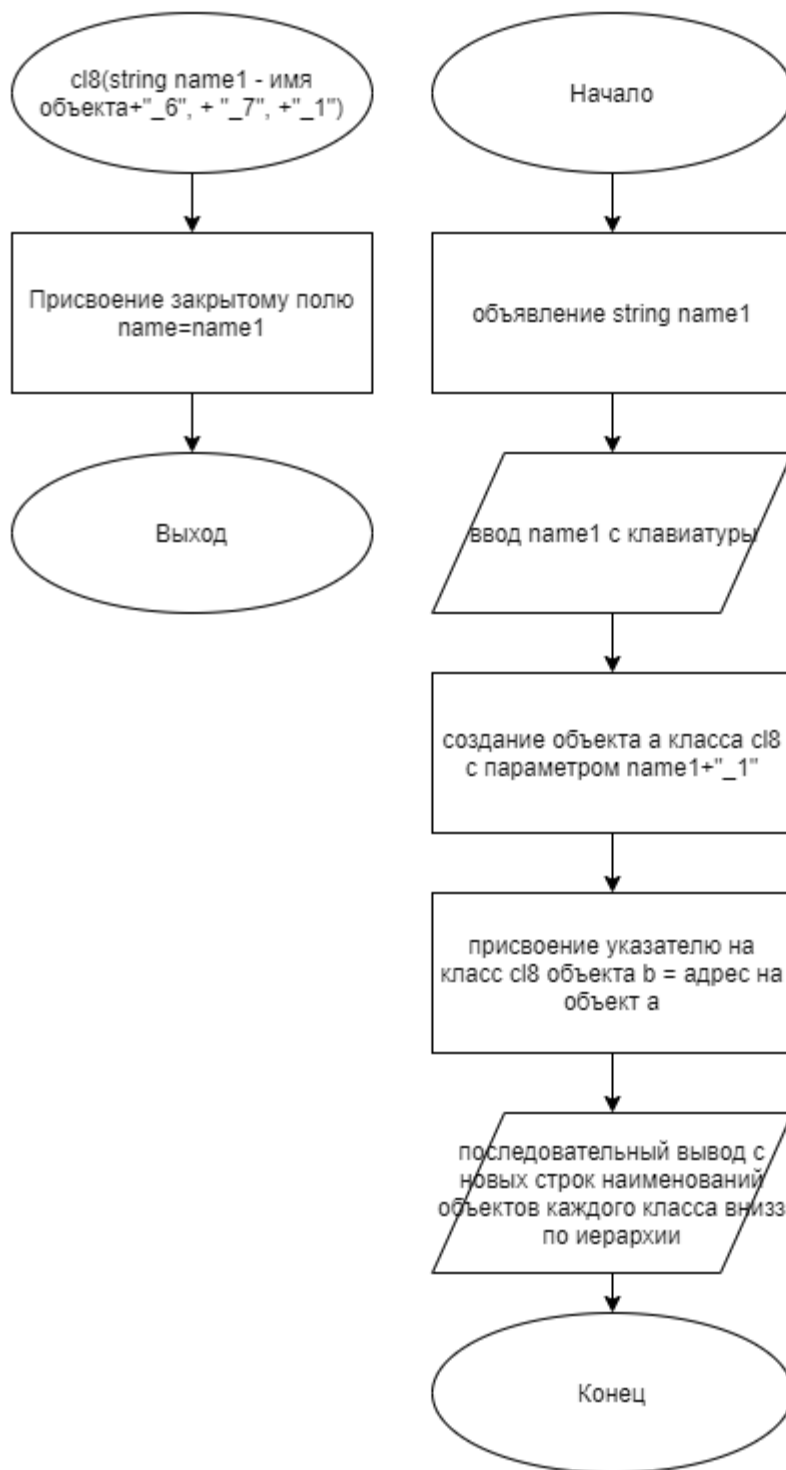 cl8(string name1 - имя
объекта+"_6", + "_7", +"_1")
Присвоение закрытому полю
name=name1
Выход
Начало
объявление string name1
ввод name1 с клавиатуры
создание объекта a класса cl8
с параметром name1+"_1"
присвоение указателю на
класс cl8 объекта b = адрес на
объект a
последовательный вывод с
новых строк наименований
объектов каждого класса внизз
по иерархии
Конец